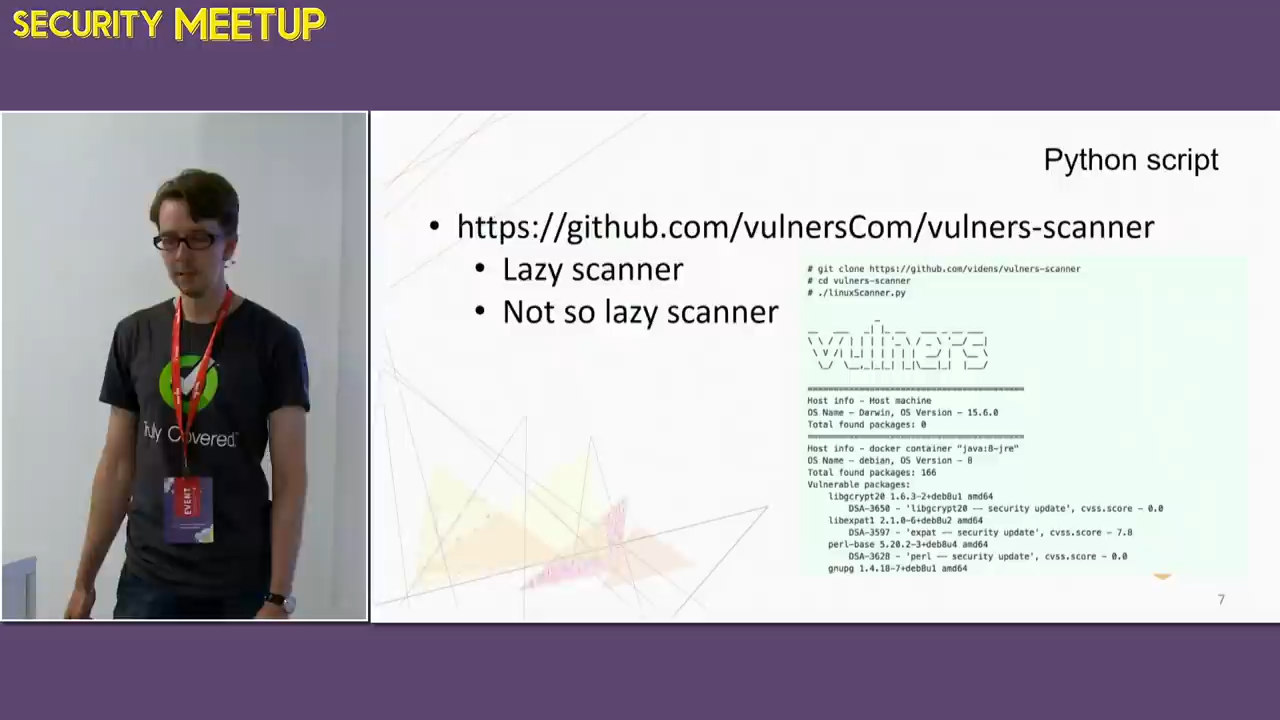 SECURITY MEETUP
Python script
• https://github.com/vulnersCom/vulners-scanner
• Lazy scanner
• Not so lazy scanner
# git clone https://github.com/videns/vulners-scanner
# cd vulners-scanner
# ./linuxScanner.py
vulners
Host info - Host machine
OS Name - Darwin, OS Version - 15.6.0
Total found packages: 0
Host info - docker container "java:8-jre"
OS Name - debian, OS Version - 8
Total found packages: 166
Vulnerable packages:
libgcrypt20 1.6.3-2+deb8u1 amd64
DSA-3650 - 'libgcrypt20 -- security update', cvss.score - 0.0
libexpat1 2.1.0-6+deb8u2 amd64
DSA-3597 - 'expat -- security update', cvss.score - 7.8
perl-base 5.20.2-3+deb8u4 amd64
DSA-3628 - 'perl -- security update', cvss.score - 0.0
gnupg 1.4.18-7+deb8u1 amd64
7
Truly Covered
EVENT